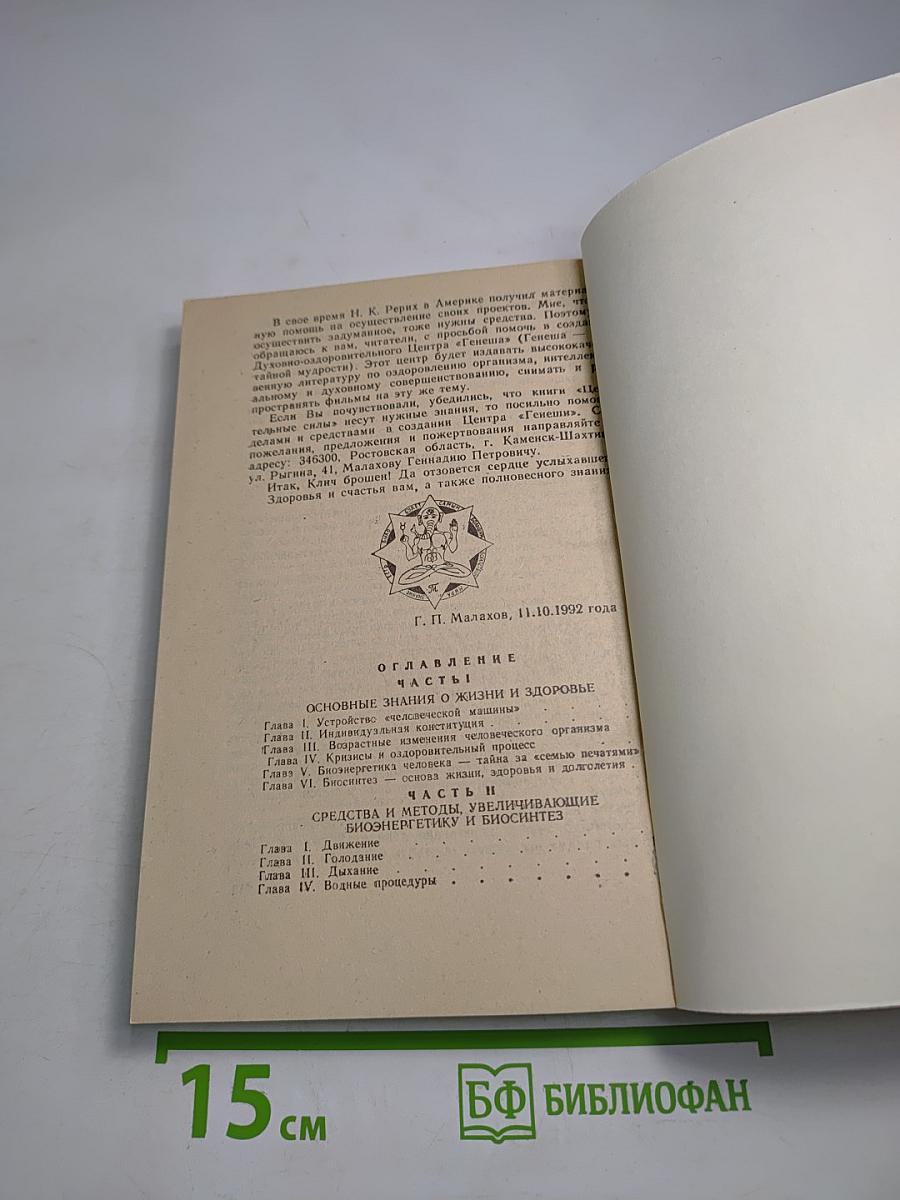 В свое время Н. К. Рерих в Америке получил матери
ную помощь на осуществление своих проектов. Мне, чт
осуществить задуманное, тоже нужны средства. Поэтом
обращаюсь к вам, читатели, с просьбой помочь в созда
Духовно-оздоровительного Центра «Генеша» (Генеша —
тайной мудрости). Этот центр будет издавать высококач
венную литературу по оздоровлению организма, интеллек
альному и духовному совершенствованию, снимать и р
пространять фильмы на эту же тему.
Если Вы почувствовали, убедились, что книги «Це
тельные силы» несут нужные знания, то посильно помо
делами и средствами в создании Центра «Генеши». С
пожелания, предложения и пожертвования направляйте
адресу: 346300, Ростовская область, г. Каменск-Шахти
ул. Рыгина, 41, Малахову Геннадию Петровичу.
Итак, Клич брошен! Да отзовется сердце услыхавшег
Здоровья и счастья вам, а также полновесного знани
Г. П. Малахов, 11.10.1992 года
ОГЛАВЛЕНИЕ
ЧАСТЬ I
ОСНОВНЫЕ ЗНАНИЯ О ЖИЗНИ И ЗДОРОВЬЕ
Глава I. Устройство «человеческой машины» . . .
Глава II. Индивидуальная конституция . . . . .
Глава III. Возрастные изменения человеческого организма
Глава IV. Кризисы и оздоровительный процесс
Глава V. Биоэнергетика человека — тайна за «семью печатями»
Глава VI. Биосинтез — основа жизни, здоровья и долголетия .
ЧАСТЬ II
СРЕДСТВА И МЕТОДЫ, УВЕЛИЧИВАЮЩИЕ
БИОЭНЕРГЕТИКУ И БИОСИНТЕЗ
Глава I. Движение . . . . . . . .
Глава II. Голодание . . . . . . . .
Глава III. Дыхание . . . . . . . .
Глава IV. Водные процедуры . . . . . . .
15 см
БФ БИБЛИОФАН